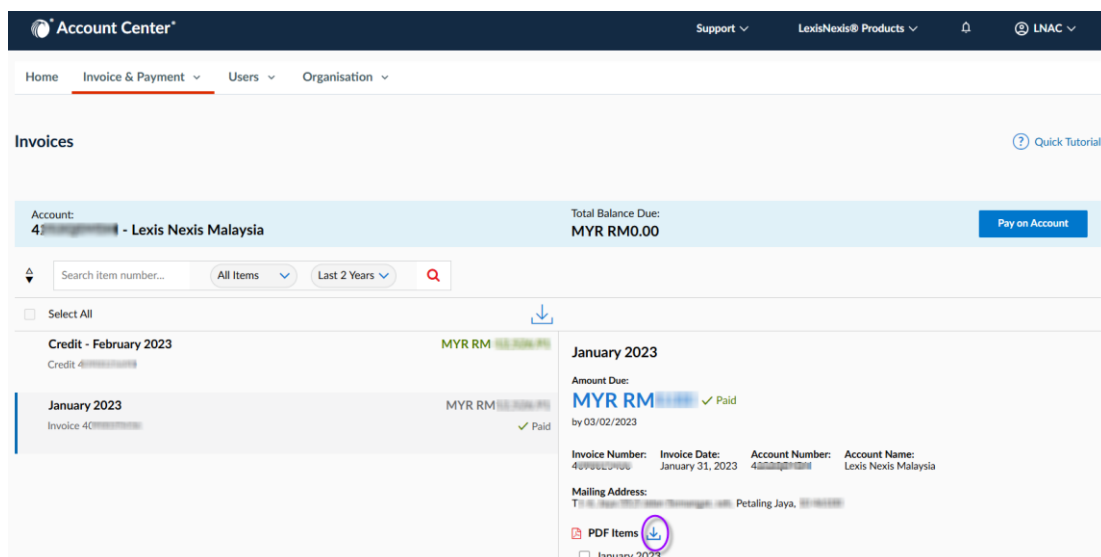 Account Center
Support
LexisNexis® Products
LNAC
Home
Invoice & Payment
Users
Organisation
Invoices
Quick Tutorial
Account:
- Lexis Nexis Malaysia
Total Balance Due:
MYR RM0.00
Pay on Account
Search item number...
All Items
Last 2 Years
Select All
Credit - February 2023
MYR RM
Credit
January 2023
MYR RM
Invoice
Paid
January 2023
Amount Due:
MYR RM
Paid
by 03/02/2023
Invoice Number: Invoice Date: Account Number: Account Name:
January 31, 2023 Lexis Nexis Malaysia
Mailing Address:
Petaling Jaya,
PDF Items
January 2023